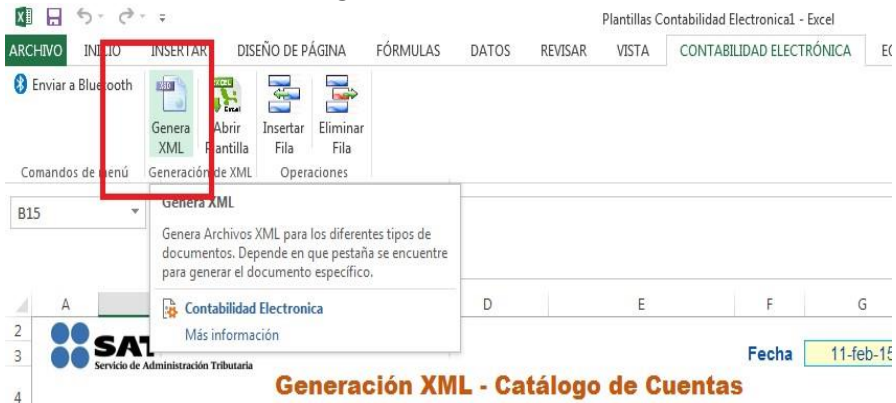 Plantillas Contabilidad Electronica1 - Excel
ARCHIVO INICIO INSERTAR DISEÑO DE PÁGINA FÓRMULAS DATOS REVISAR VISTA CONTABILIDAD ELECTRÓNICA
Enviar a Bluetooth
Genera XML
Abrir Plantilla
Insertar Fila
Eliminar Fila
Comandos de menú Generación de XML Operaciones
B15
Genera XML
Genera Archivos XML para los diferentes tipos de
documentos. Depende en que pestaña se encuentre
para generar el documento específico.
Contabilidad Electronica
Más información
A D E F G
2
3
4
SAT
Servicio de Administración Tributaria
Fecha 11-feb-15
Generación XML - Catálogo de Cuentas